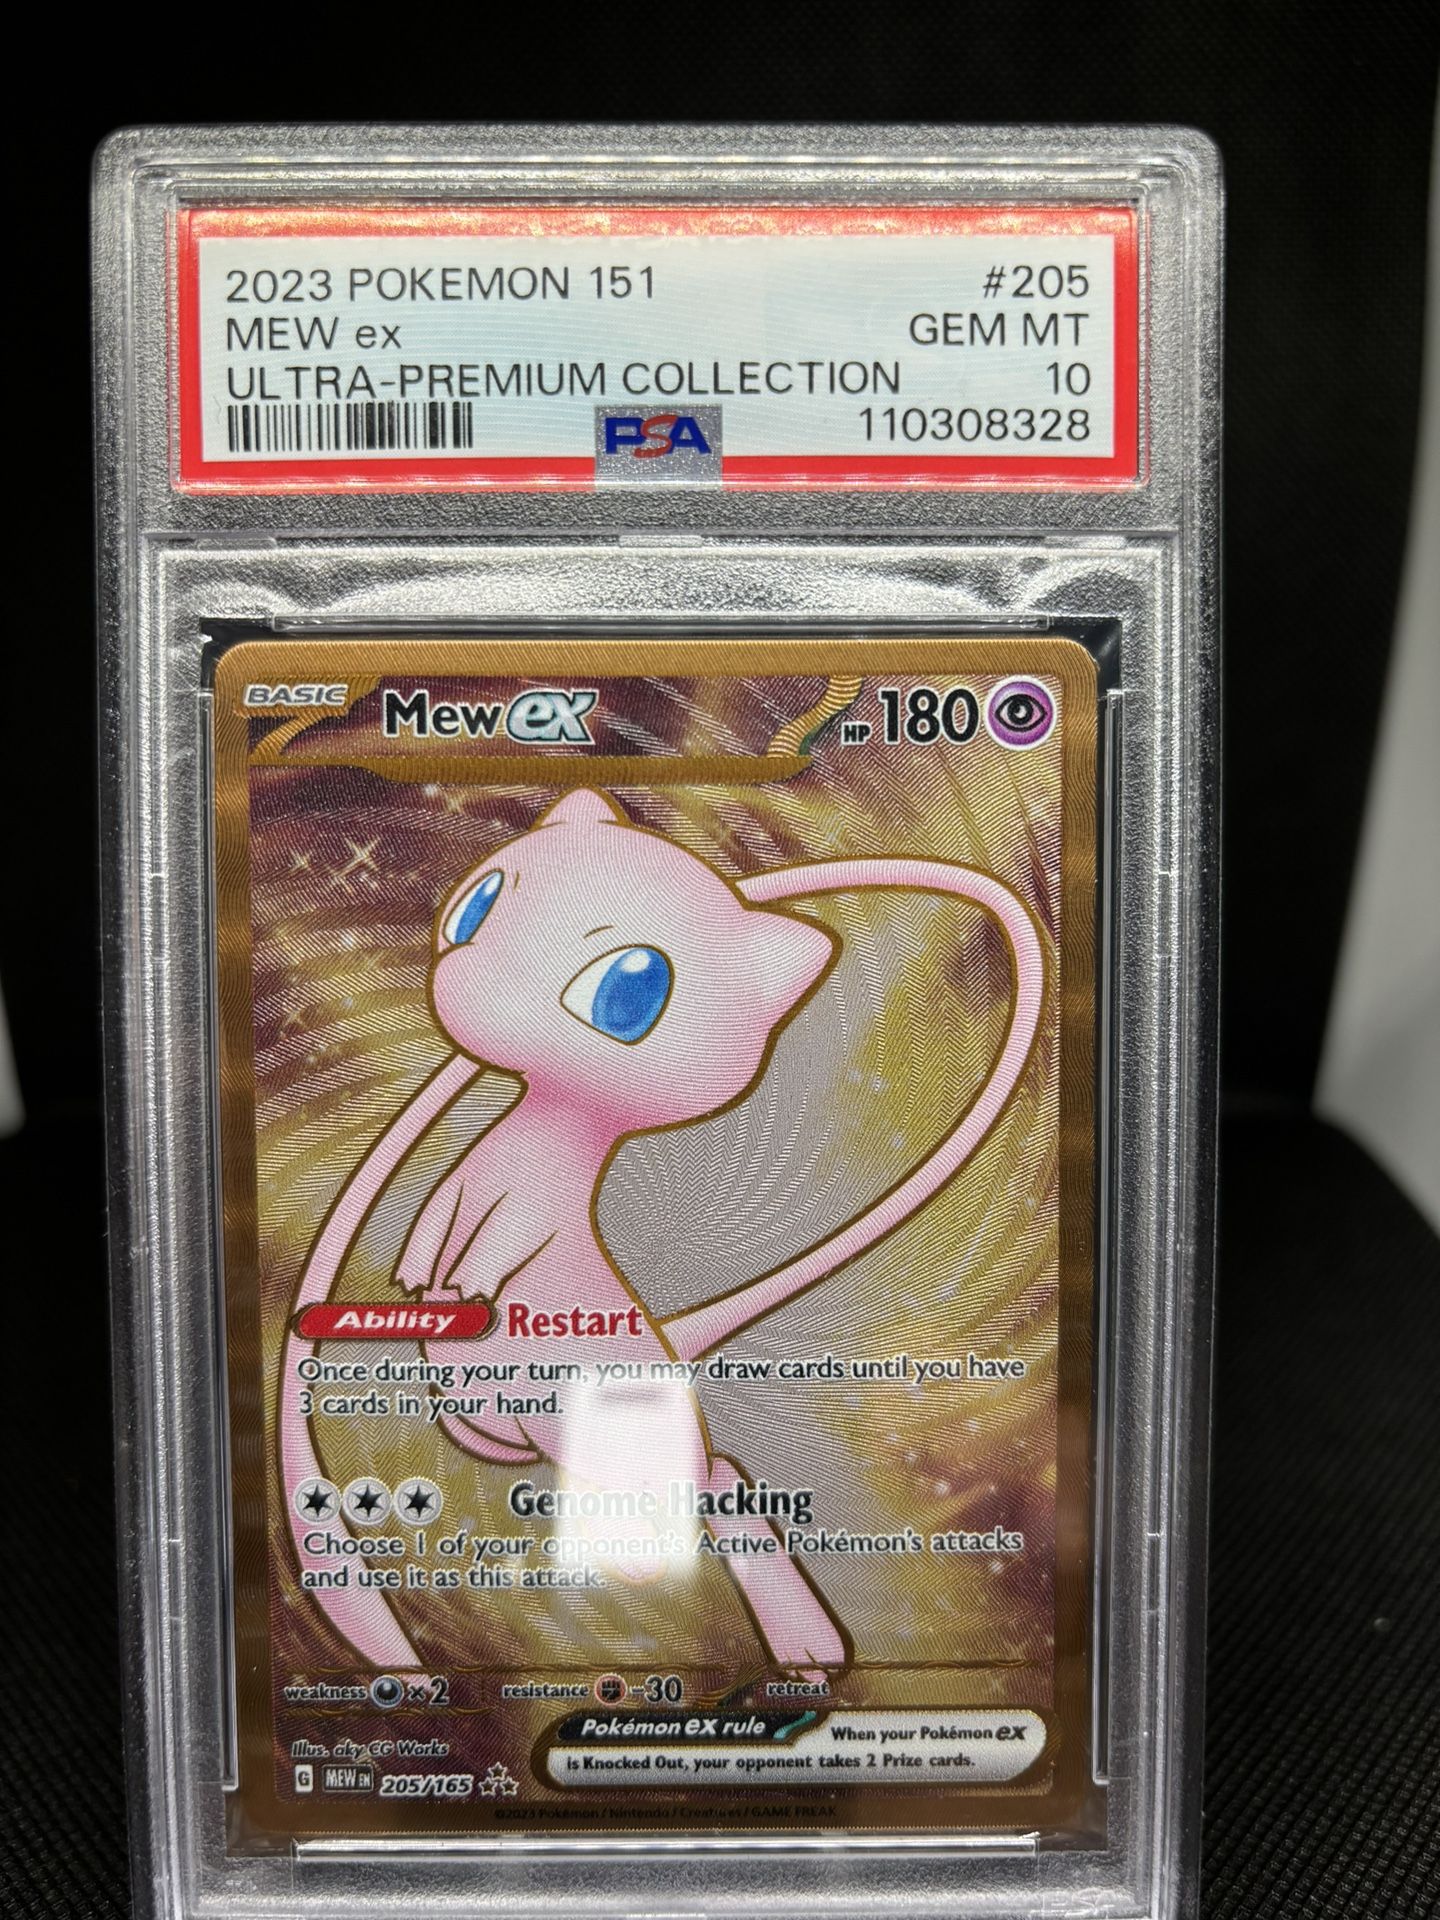 2023 POKEMON 151 #205
MEW ex GEM MT
ULTRA-PREMIUM COLLECTION 10
PSA 110308328
BASIC Mew ex HP 180
Ability Restart
Once during your turn, you may draw cards until you have
3 cards in your hand.
Genome Hacking
Choose 1 of your opponent's Active Pokémon's attacks
and use it as this attack.
weakness ×2 resistance -30 retreat
Pokémon ex rule When your Pokémon ex
is Knocked Out, your opponent takes 2 Prize cards.
Illus. aky CG Works
G MEW EN 205/165
©2023 Pokémon / Nintendo / Creatures / GAME FREAK